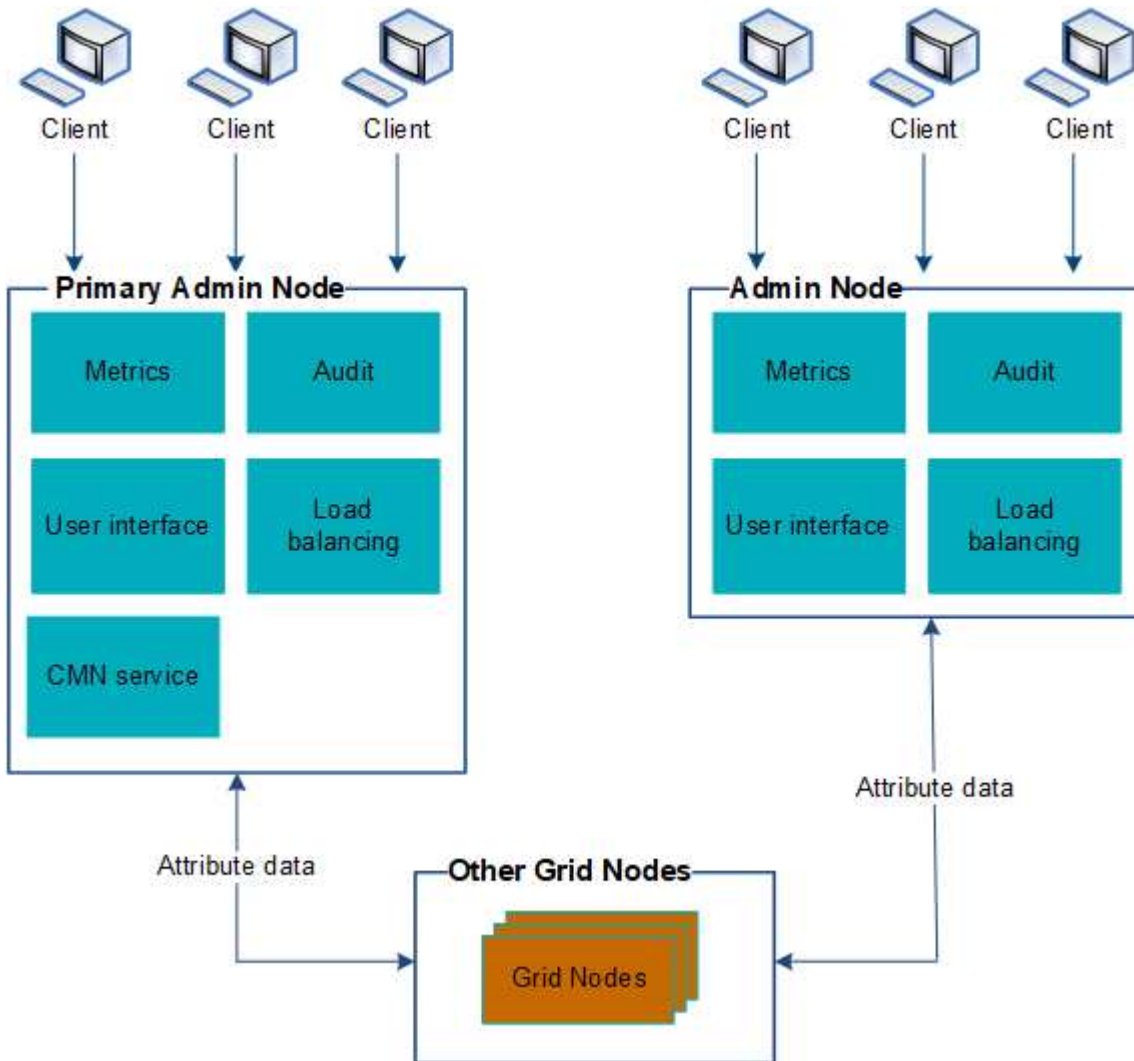 Client
Client
Client
Client
Client
Client
Primary Admin Node
Admin Node
Metrics
Audit
Metrics
Audit
User interface
Load
balancing
User interface
Load
balancing
CMN service
Attribute data
Attribute data
Other Grid Nodes
Grid Nodes